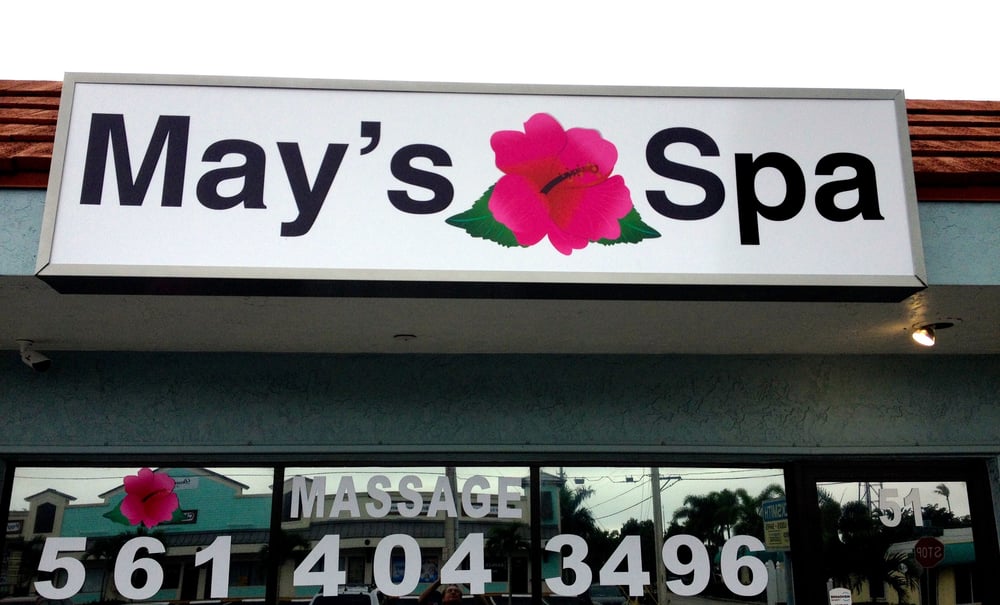 May's Spa
MASSAGE
51
561 404 3496
STOP